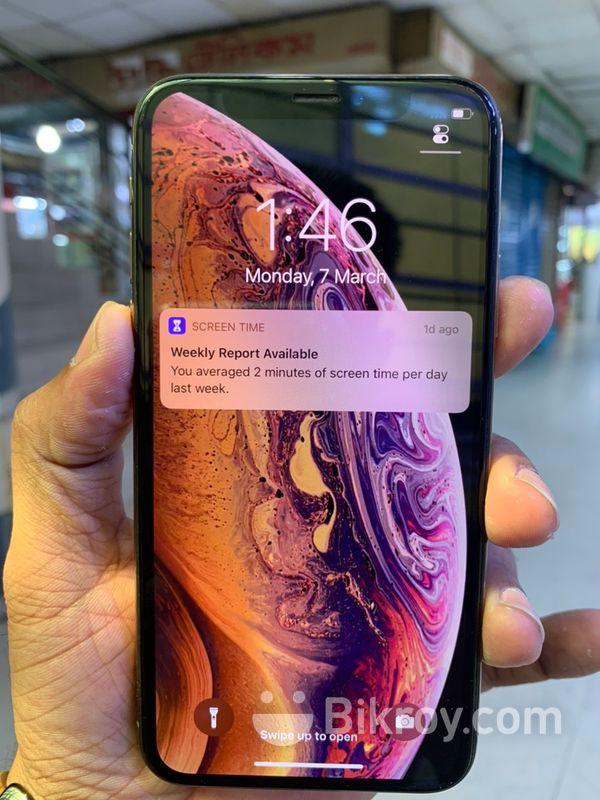 1:46
Monday, 7 March
SCREEN TIME
1d ago
Weekly Report Available
You averaged 2 minutes of screen time per day
last week.
Bikroy.com
Swipe up to open